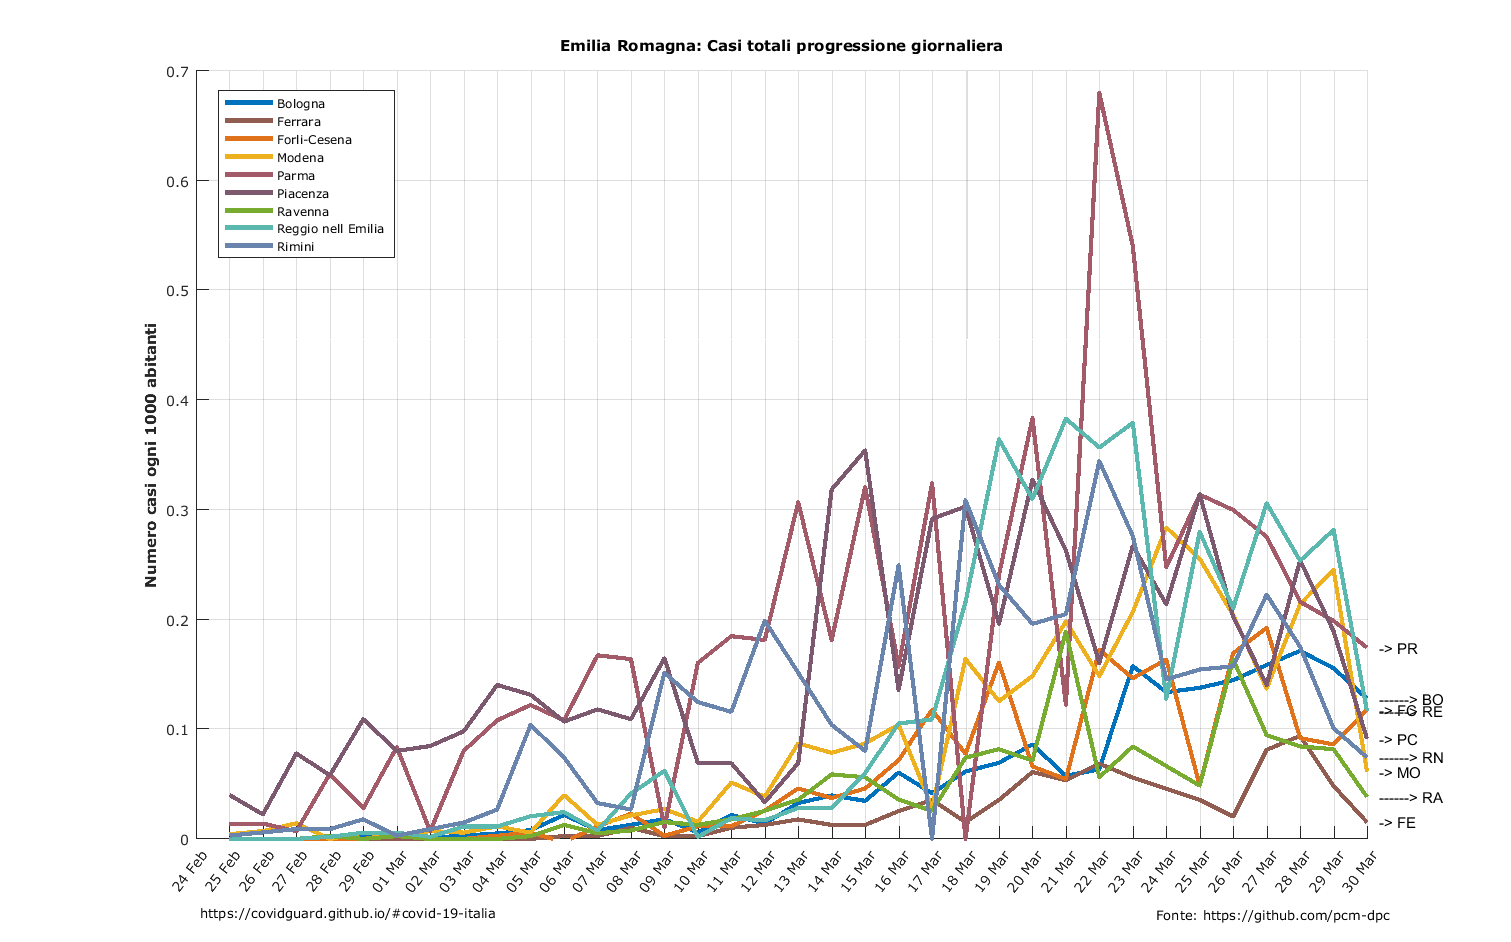 Emilia Romagna: Casi totali progressione giornaliera
Numero casi ogni 1000 abitanti
0.7
0.6
0.5
0.4
0.3
0.2
0.1
0
Bologna
Ferrara
Forli-Cesena
Modena
Parma
Piacenza
Ravenna
Reggio nell Emilia
Rimini
-> PR
------> BO
-> FC
------> RE
-> PC
------> RN
-> MO
------> RA
-> FE
24 Feb
25 Feb
26 Feb
27 Feb
28 Feb
29 Feb
01 Mar
02 Mar
03 Mar
04 Mar
05 Mar
06 Mar
07 Mar
08 Mar
09 Mar
10 Mar
11 Mar
12 Mar
13 Mar
14 Mar
15 Mar
16 Mar
17 Mar
18 Mar
19 Mar
20 Mar
21 Mar
22 Mar
23 Mar
24 Mar
25 Mar
26 Mar
27 Mar
28 Mar
29 Mar
30 Mar
https://covidguard.github.io/#covid-19-italia
Fonte: https://github.com/pcm-dpc